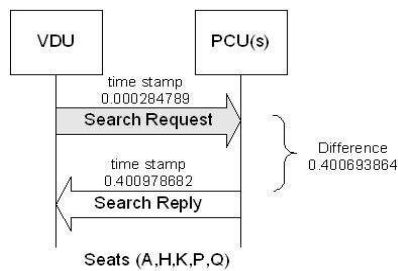 VDU
PCU(s)
time stamp
0.000284789
Search Request
time stamp
0.400978682
Search Reply
Difference
0.400693864
Seats (A,H,K,P,Q)